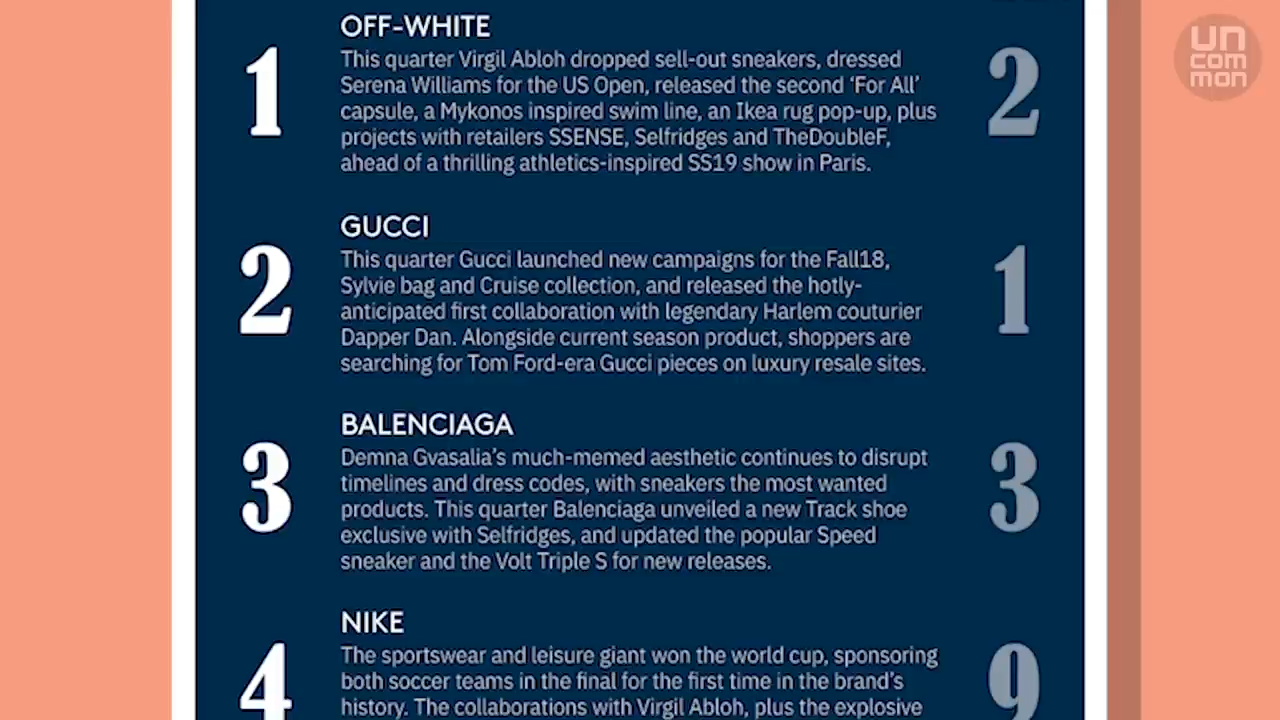 UN
COM
MON
OFF-WHITE
1
This quarter Virgil Abloh dropped sell-out sneakers, dressed
Serena Williams for the US Open, released the second ‘For All’
capsule, a Mykonos inspired swim line, an Ikea rug pop-up, plus
projects with retailers SSENSE, Selfridges and TheDoubleF,
ahead of a thrilling athletics-inspired SS19 show in Paris.
2
GUCCI
2
This quarter Gucci launched new campaigns for the Fall18,
Sylvie bag and Cruise collection, and released the hotly-
anticipated first collaboration with legendary Harlem couturier
Dapper Dan. Alongside current season product, shoppers are
searching for Tom Ford-era Gucci pieces on luxury resale sites.
1
BALENCIAGA
3
Demna Gvasalia’s much-memed aesthetic continues to disrupt
timelines and dress codes, with sneakers the most wanted
products. This quarter Balenciaga unveiled a new Track shoe
exclusive with Selfridges, and updated the popular Speed
sneaker and the Volt Triple S for new releases.
3
NIKE
4
The sportswear and leisure giant won the world cup, sponsoring
both soccer teams in the final for the first time in the brand’s
history. The collaborations with Virgil Abloh, plus the explosive
9